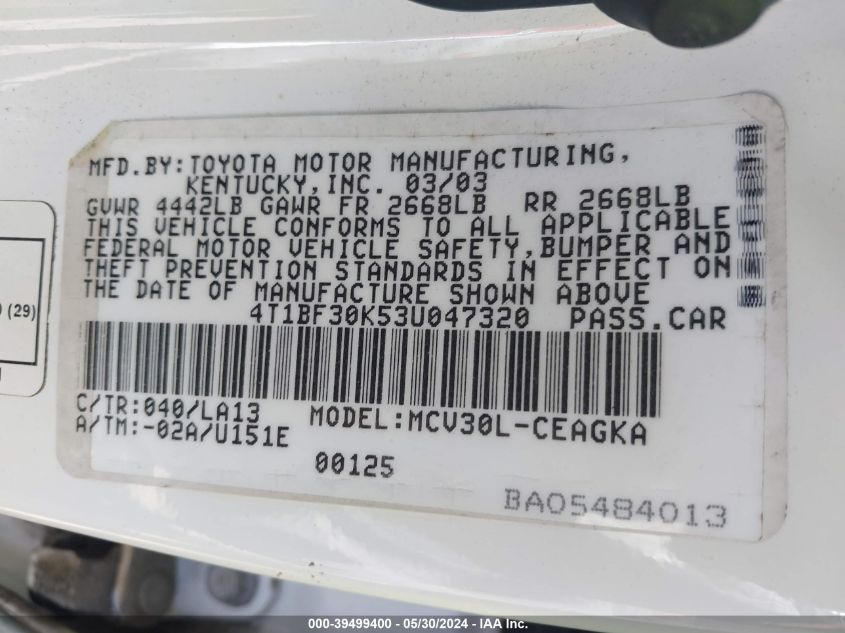 MFD.BY:TOYOTA MOTOR MANUFACTURING,
KENTUCKY,INC. 03/03
GVWR 4442LB GAWR FR 2668LB RR 2668LB
THIS VEHICLE CONFORMS TO ALL APPLICABLE
FEDERAL MOTOR VEHICLE SAFETY,BUMPER AND
THEFT PREVENTION STANDARDS IN EFFECT ON
THE DATE OF MANUFACTURE SHOWN ABOVE
4T1BF30K53U047320 PASS.CAR
C/TR:040/LA13 MODEL:MCV30L-CEAGKA
A/TM:-02A/U151E
00125
BA05484013
(29)
000-39499400 - 05/30/2024 - IAA Inc.